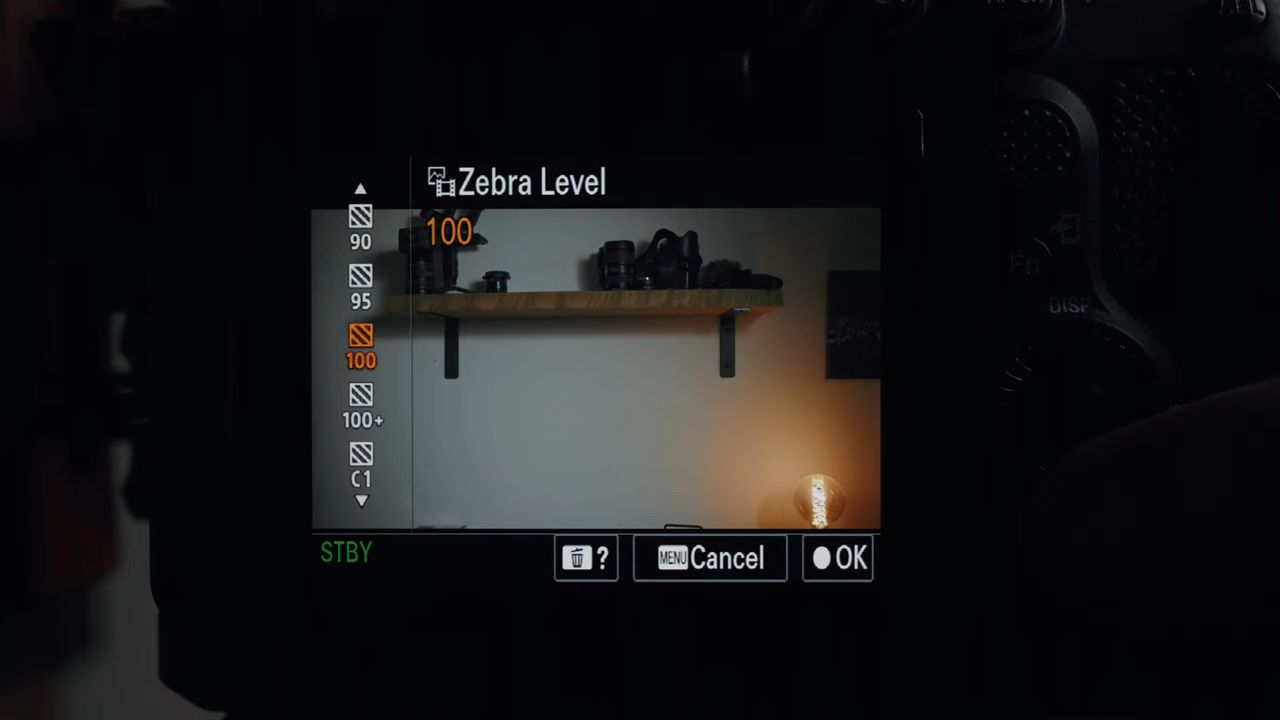 Zebra Level
100
90
95
100
100+
C1
STBY
?
MENU Cancel
OK
Fn
DISP